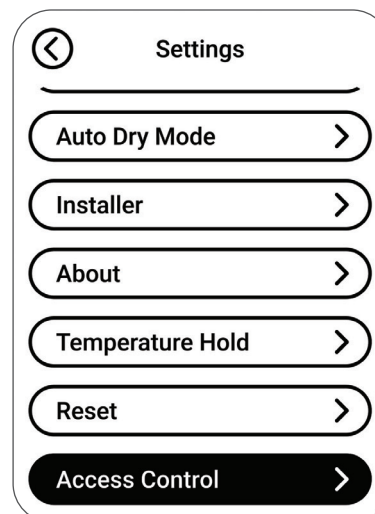 Settings
Auto Dry Mode
Installer
About
Temperature Hold
Reset
Access Control